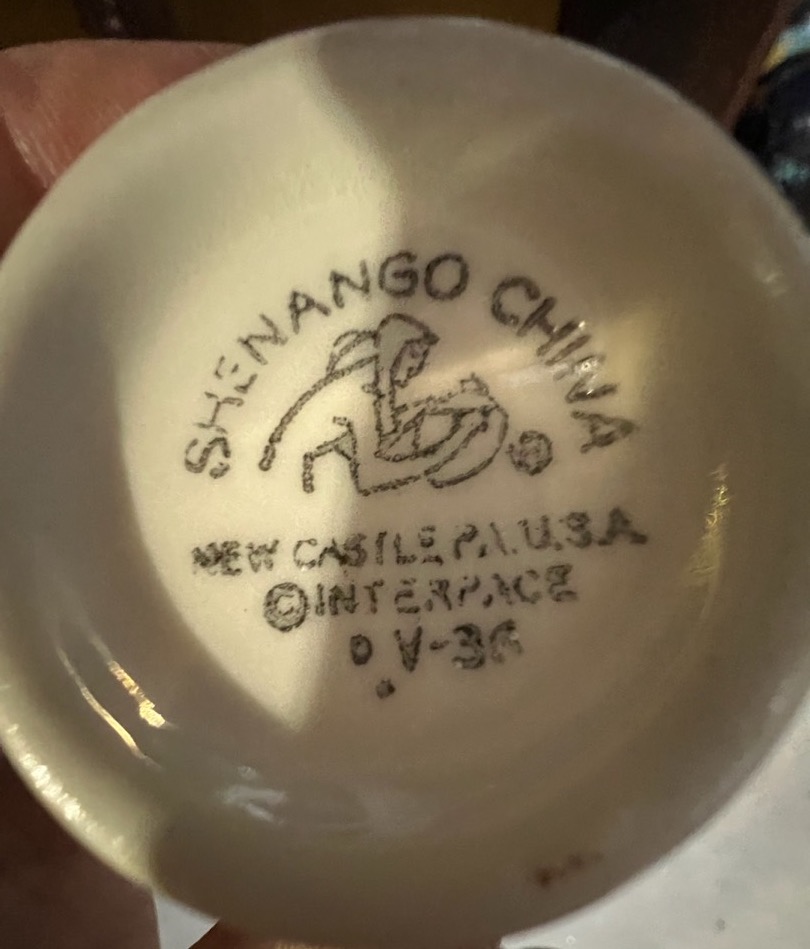 SHENANGO CHINA
®
NEW CASTLE PA. U.S.A.
©INTERPACE
V-36